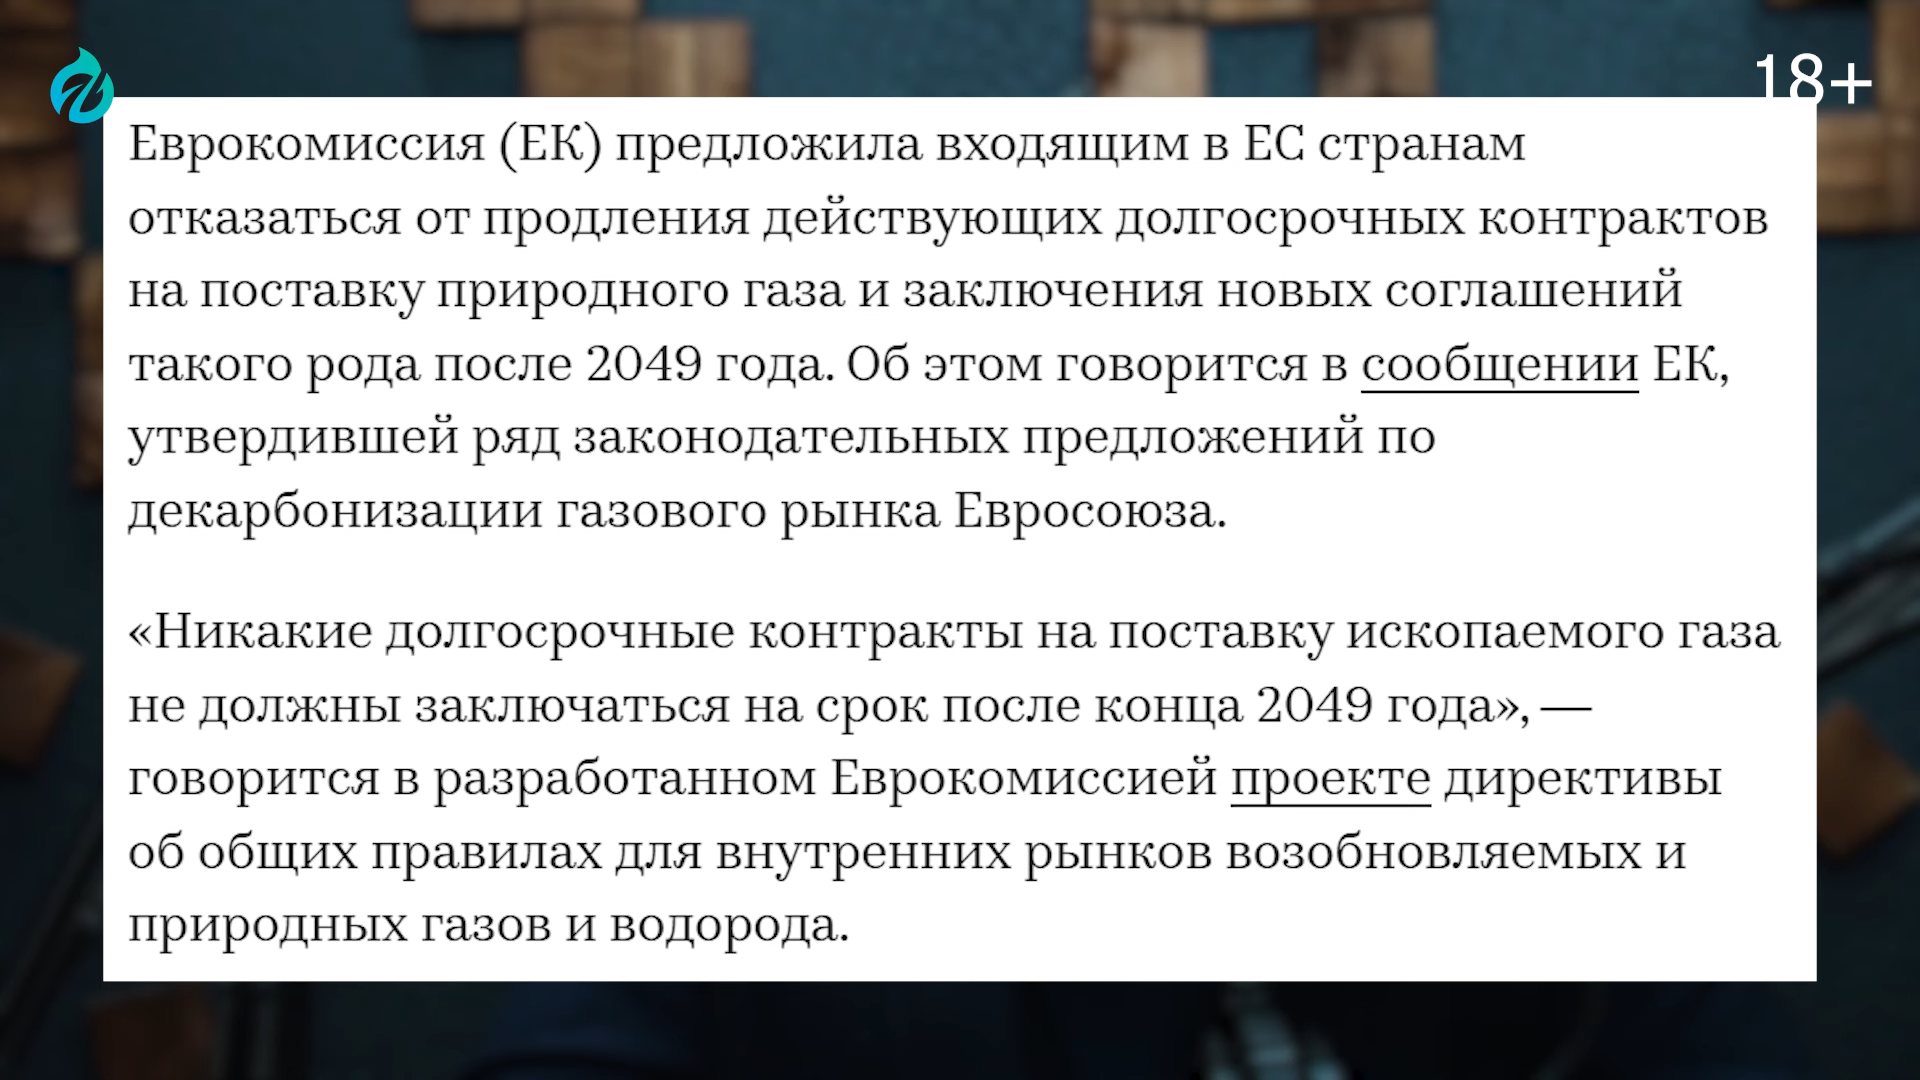 18+
Еврокомиссия (ЕК) предложила входящим в ЕС странам
отказаться от продления действующих долгосрочных контрактов
на поставку природного газа и заключения новых соглашений
такого рода после 2049 года. Об этом говорится в сообщении ЕК,
утвердившей ряд законодательных предложений по
декарбонизации газового рынка Евросоюза.
«Никакие долгосрочные контракты на поставку ископаемого газа
не должны заключаться на срок после конца 2049 года», —
говорится в разработанном Еврокомиссией проекте директивы
об общих правилах для внутренних рынков возобновляемых и
природных газов и водорода.